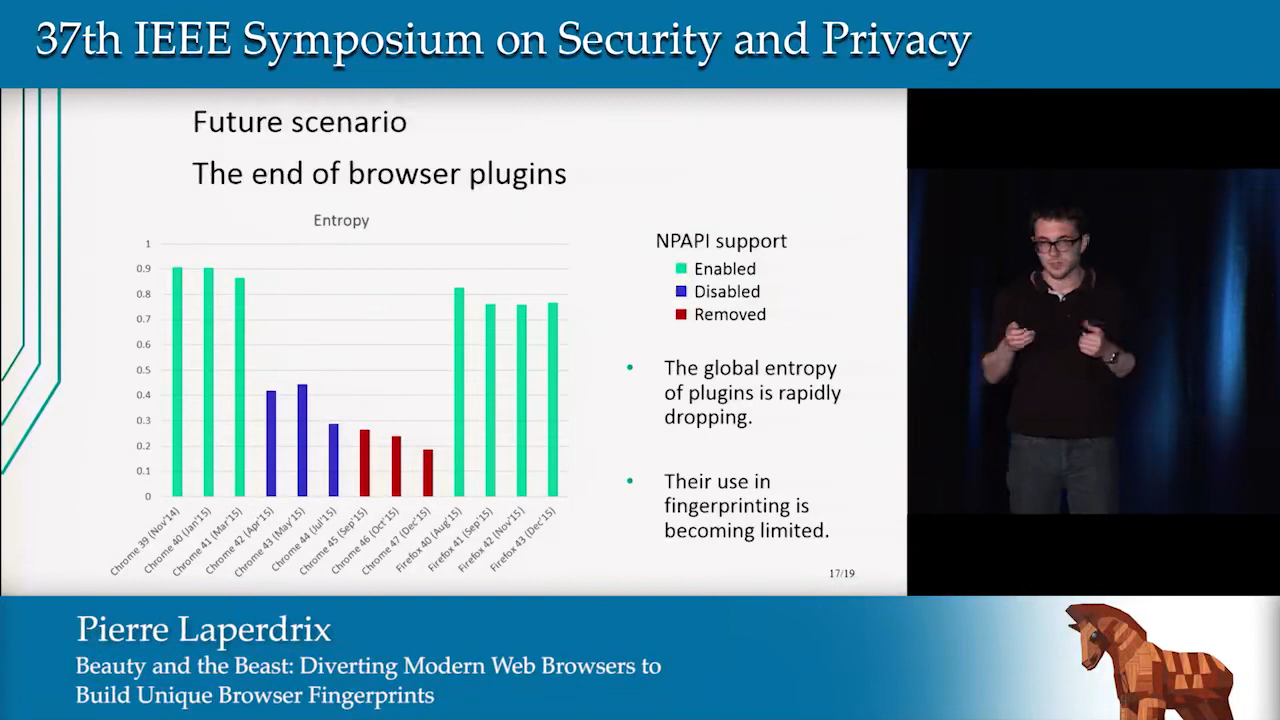 37th IEEE Symposium on Security and Privacy
Future scenario
The end of browser plugins
Entropy
1
0.9
0.8
0.7
0.6
0.5
0.4
0.3
0.2
0.1
0
Chrome 39 (Nov'14)
Chrome 40 (Jan'15)
Chrome 41 (Mar'15)
Chrome 42 (Apr'15)
Chrome 43 (May'15)
Chrome 44 (Jul'15)
Chrome 45 (Sep'15)
Chrome 46 (Oct'15)
Chrome 47 (Dec'15)
Firefox 40 (Aug'15)
Firefox 41 (Sep'15)
Firefox 42 (Nov'15)
Firefox 43 (Dec'15)
NPAPI support
Enabled
Disabled
Removed
• The global entropy
of plugins is rapidly
dropping.
• Their use in
fingerprinting is
becoming limited.
17/19
Pierre Laperdrix
Beauty and the Beast: Diverting Modern Web Browsers to
Build Unique Browser Fingerprints